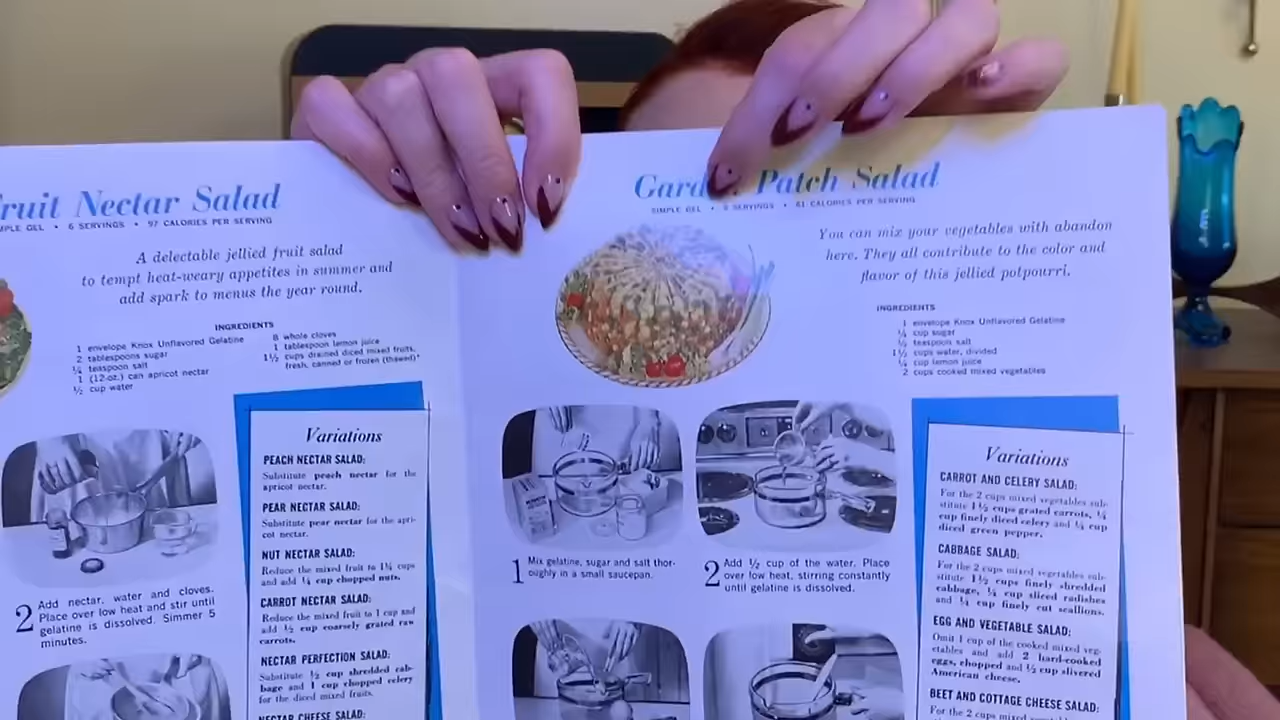 Fruit Nectar Salad
SIMPLE GEL • 6 SERVINGS • 97 CALORIES PER SERVING
A delectable jellied fruit salad
to tempt heat-weary appetites in summer and
add spark to menus the year round.
INGREDIENTS
1 envelope Knox Unflavored Gelatine
2 tablespoons sugar
¼ teaspoon salt
1 (12-oz.) can apricot nectar
½ cup water
8 whole cloves
1 tablespoon lemon juice
1½ cups drained diced mixed fruits,
fresh, canned or frozen (thawed)*
Variations
PEACH NECTAR SALAD:
Substitute peach nectar for the
apricot nectar.
PEAR NECTAR SALAD:
Substitute pear nectar for the apri-
cot nectar.
NUT NECTAR SALAD:
Reduce the mixed fruit to 1¼ cups
and add ¼ cup chopped nuts.
CARROT NECTAR SALAD:
Reduce the mixed fruit to 1 cup and
add ½ cup coarsely grated raw
carrots.
NECTAR PERFECTION SALAD:
Substitute ½ cup shredded cab-
bage and 1 cup chopped celery
for the diced mixed fruits.
NECTAR CHEESE SALAD:
2 Add nectar, water and cloves.
Place over low heat and stir until
gelatine is dissolved. Simmer 5
minutes.
Gard Patch Salad
SIMPLE GEL • SERVINGS • 81 CALORIES PER SERVING
You can mix your vegetables with abandon
here. They all contribute to the color and
flavor of this jellied potpourri.
INGREDIENTS
1 envelope Knox Unflavored Gelatine
cup sugar
teaspoon salt
1½ cups water, divided
¼ cup lemon juice
2 cups cooked mixed vegetables
1 Mix gelatine, sugar and salt thor-
oughly in a small saucepan.
2 Add ½ cup of the water. Place
over low heat, stirring constantly
until gelatine is dissolved.
Variations
CARROT AND CELERY SALAD:
For the 2 cups mixed vegetables sub-
stitute 1½ cups grated carrots, ¼
cup finely diced celery and ¼ cup
diced green pepper.
CABBAGE SALAD:
For the 2 cups mixed vegetables sub-
stitute 1½ cups finely shredded
cabbage, ¼ cup sliced radishes
and ¼ cup finely cut scallions.
EGG AND VEGETABLE SALAD:
Omit 1 cup of the cooked mixed veg-
etables and add 2 hard-cooked
eggs, chopped and ½ cup slivered
American cheese.
BEET AND COTTAGE CHEESE SALAD:
For the 2 cups mixed